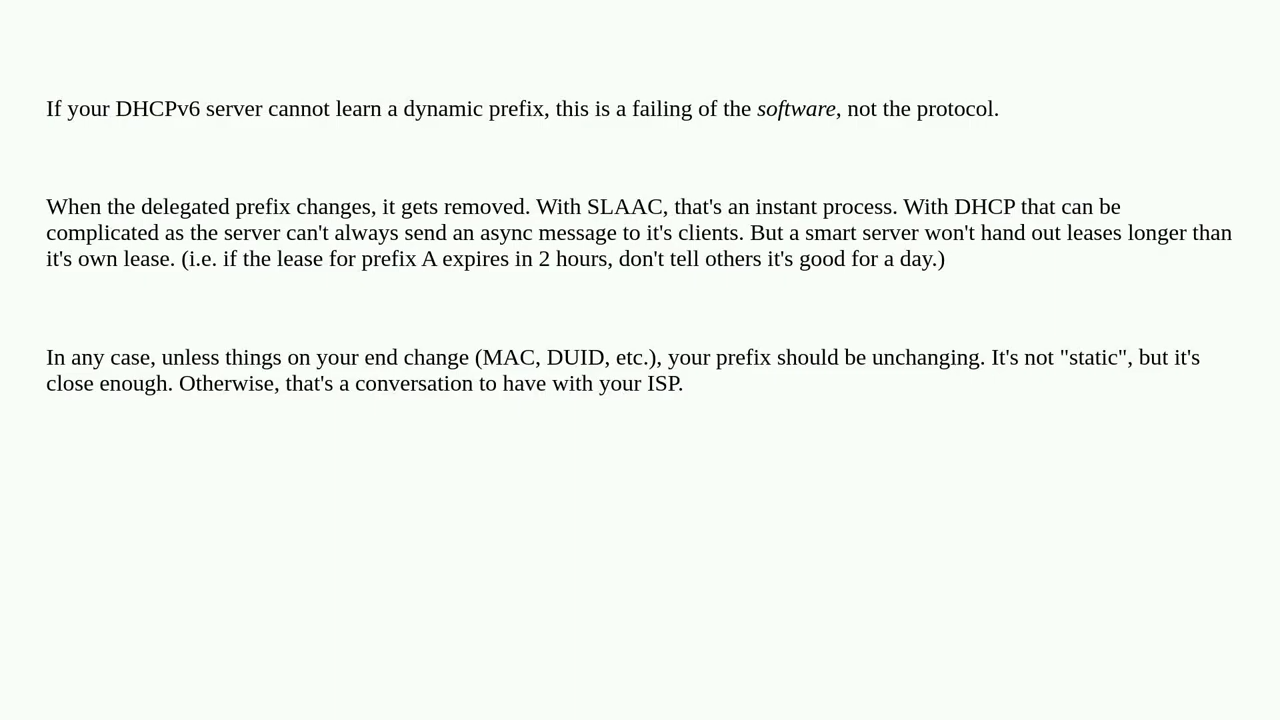 If your DHCPv6 server cannot learn a dynamic prefix, this is a failing of the software, not the protocol.
When the delegated prefix changes, it gets removed. With SLAAC, that's an instant process. With DHCP that can be
complicated as the server can't always send an async message to it's clients. But a smart server won't hand out leases longer than
it's own lease. (i.e. if the lease for prefix A expires in 2 hours, don't tell others it's good for a day.)
In any case, unless things on your end change (MAC, DUID, etc.), your prefix should be unchanging. It's not "static", but it's
close enough. Otherwise, that's a conversation to have with your ISP.